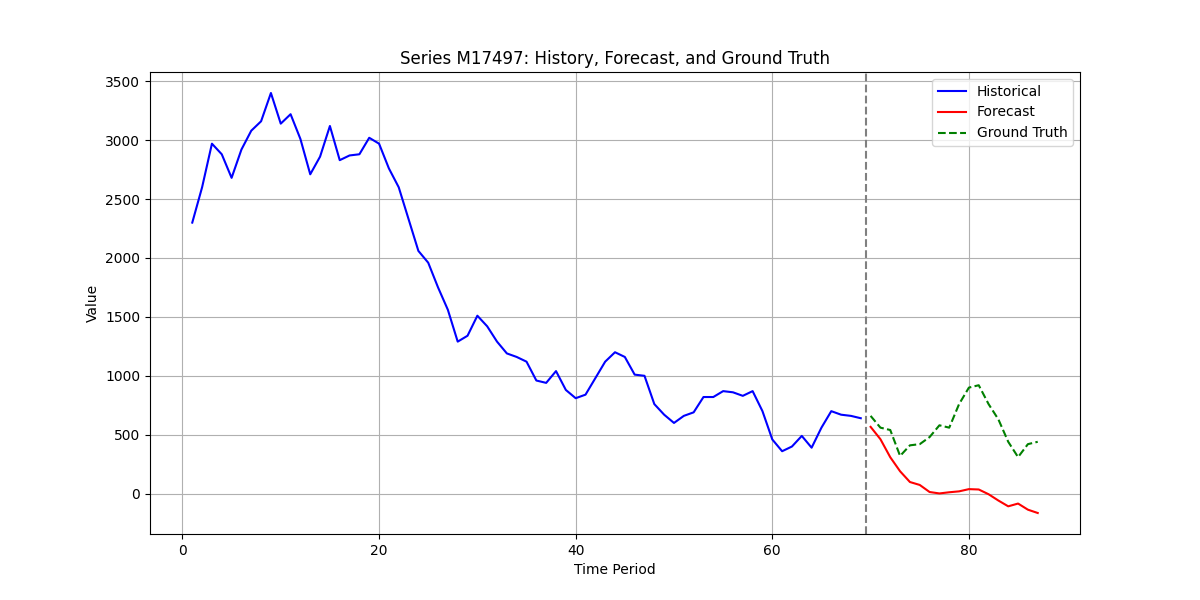 Series M17497: History, Forecast, and Ground Truth
Historical
Forecast
Ground Truth
Value
3500
3000
2500
2000
1500
1000
500
0
0 20 40 60 80
Time Period